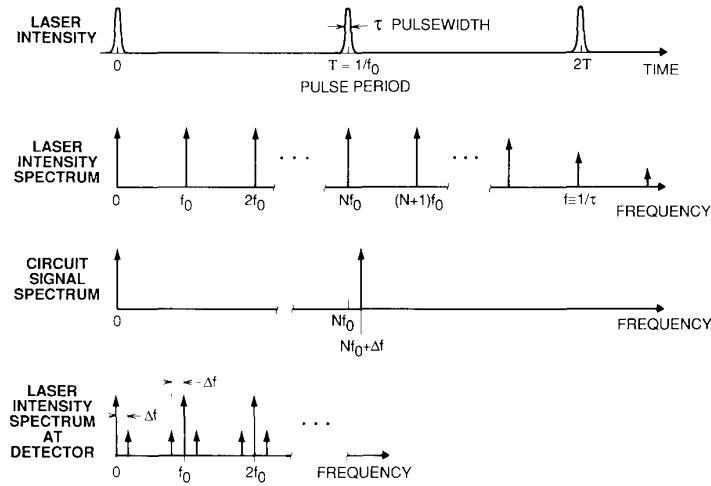 LASER
INTENSITY
τ PULSEWIDTH
0
T = 1/f₀
2T
TIME
PULSE PERIOD
LASER
INTENSITY
SPECTRUM
0
f₀
2f₀
Nf₀
(N+1)f₀
f≡1/τ
FREQUENCY
CIRCUIT
SIGNAL
SPECTRUM
0
Nf₀
Nf₀+Δf
FREQUENCY
LASER
INTENSITY
SPECTRUM
AT
DETECTOR
-Δf
Δf
0
f₀
2f₀
FREQUENCY